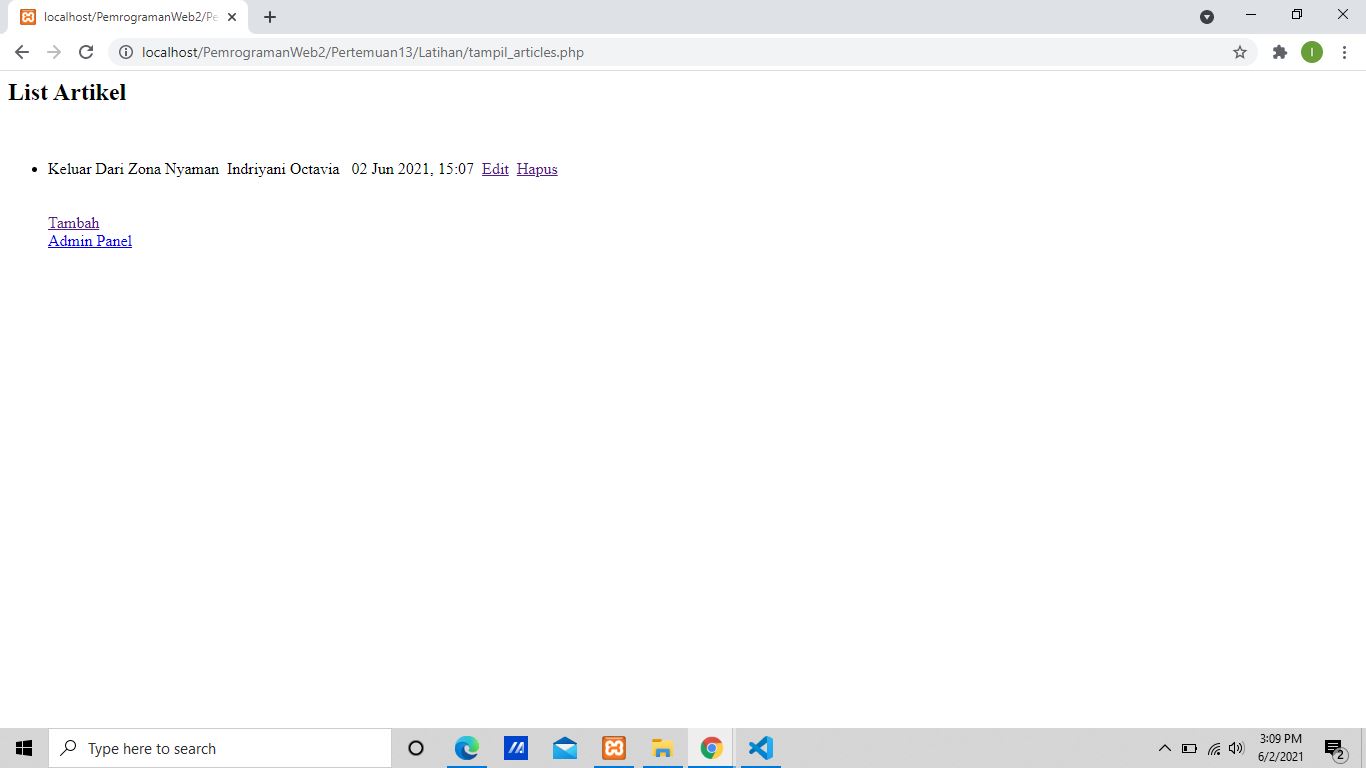 localhost/PemrogramanWeb2/Pe
localhost/PemrogramanWeb2/Pertemuan13/Latihan/tampil_articles.php
I
List Artikel
Keluar Dari Zona Nyaman Indriyani Octavia 02 Jun 2021, 15:07 Edit Hapus
Tambah
Admin Panel
Type here to search
3:09 PM
6/2/2021
2